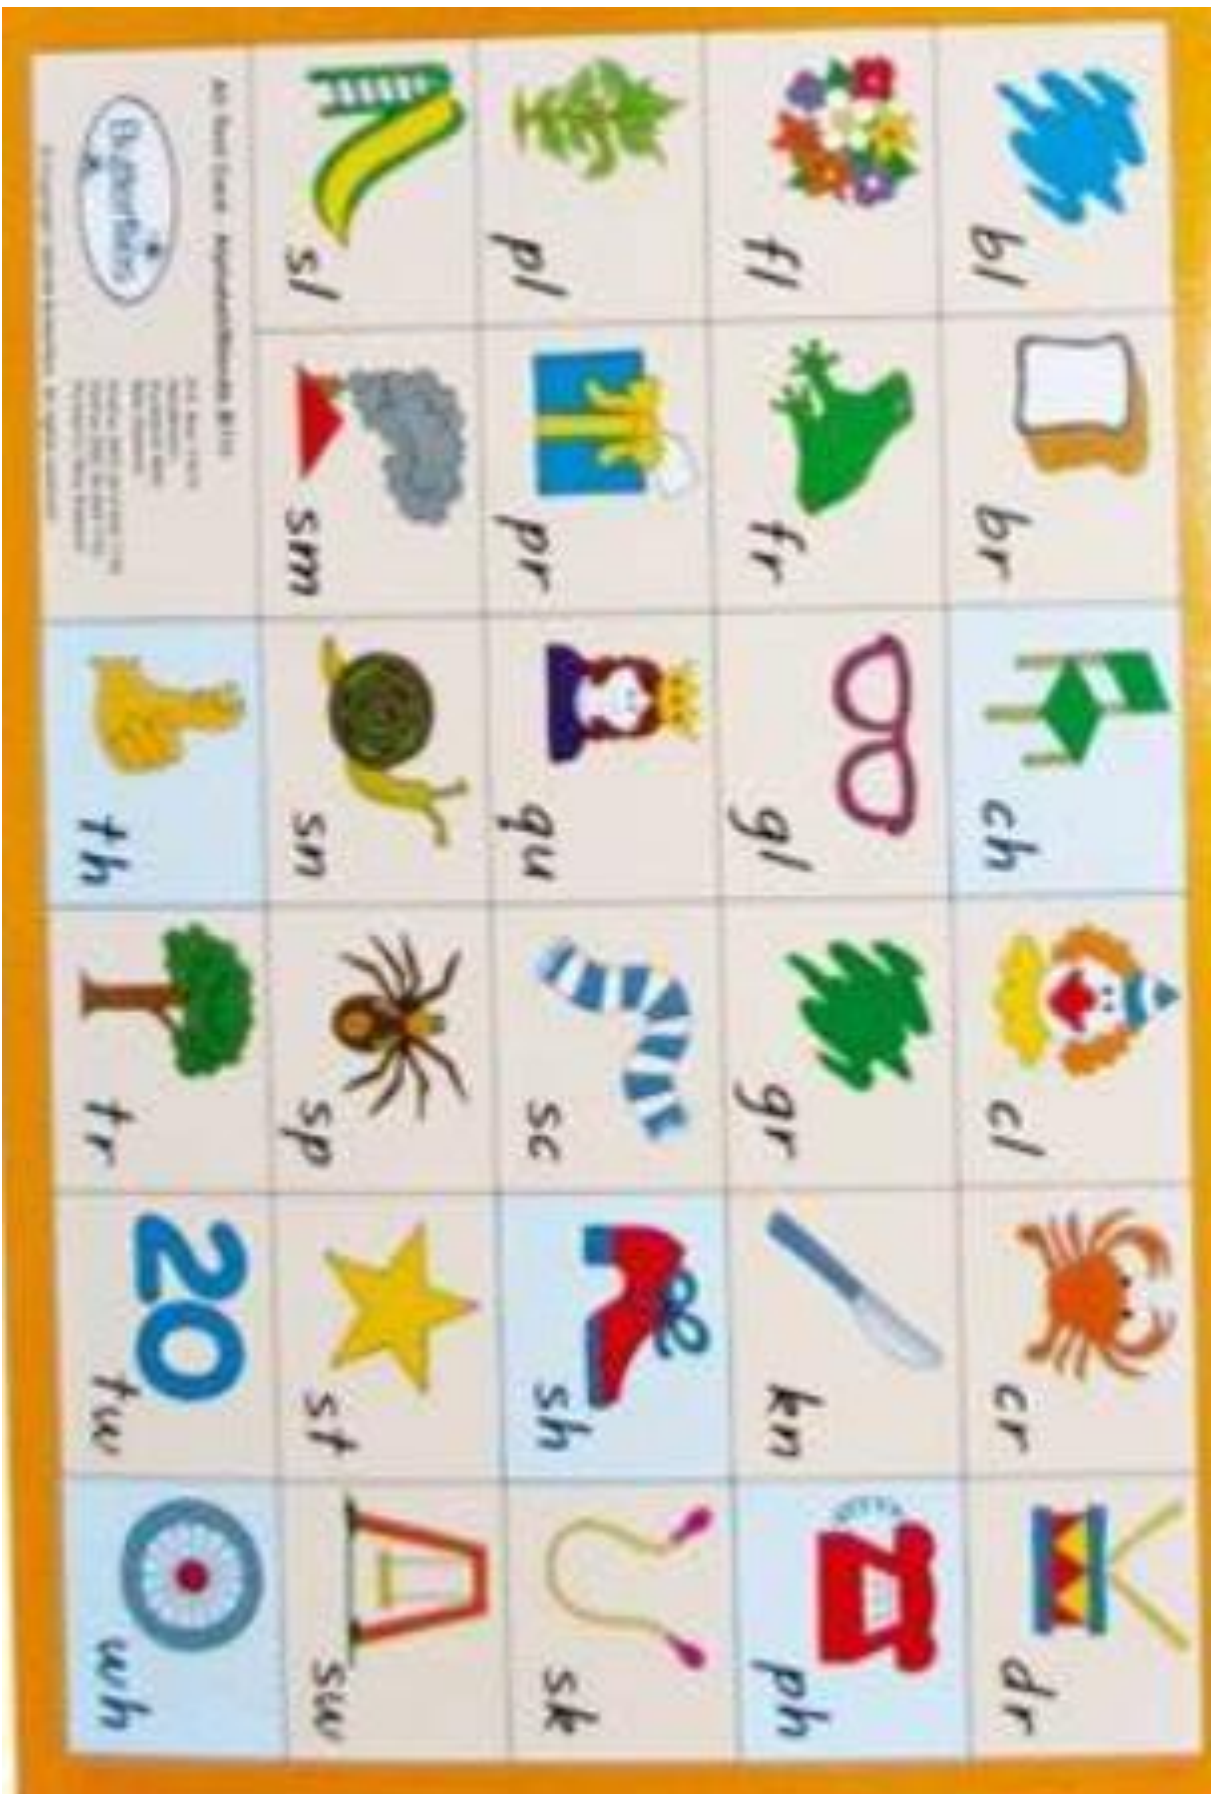 bl br ch cl cr dr
fl fr gl gr kn ph
pl pr qu sc sh sk
sl sm sn sp st sw
20
th tr tw wh